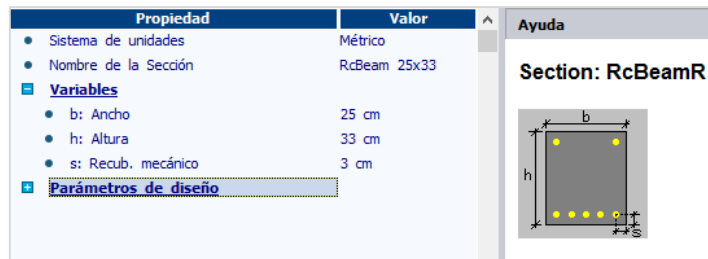 Propiedad Valor
Sistema de unidades Métrico
Nombre de la Sección RcBeam 25x33
Variables
b: Ancho 25 cm
h: Altura 33 cm
s: Recub. mecánico 3 cm
Parámetros de diseño
Ayuda
Section: RcBeamR
b
h
s